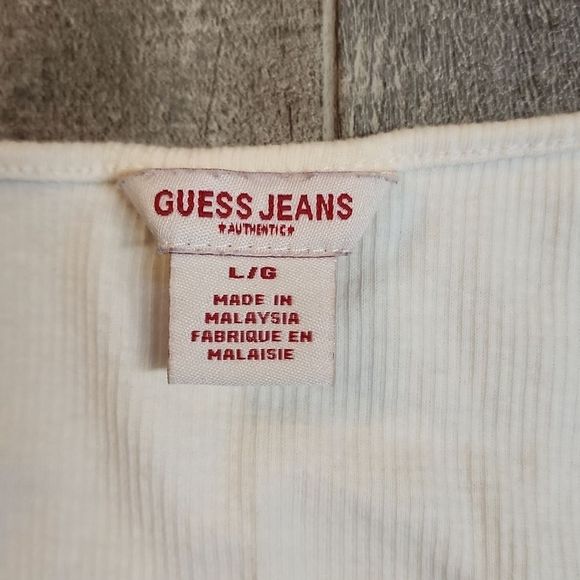 GUESS JEANS
★AUTHENTIC★
L/G
MADE IN
MALAYSIA
FABRIQUE EN
MALAISIE